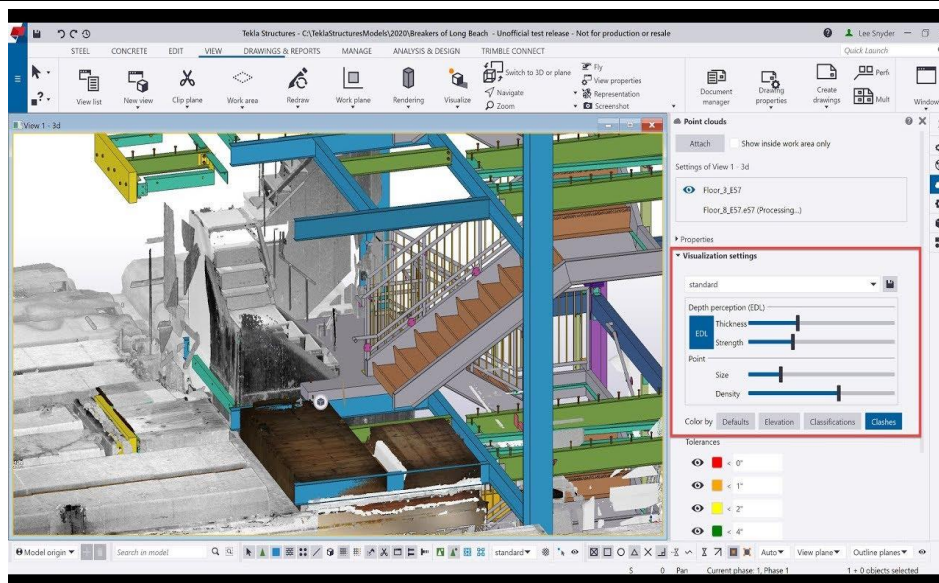 Tekla Structures - C:\TeklaStructuresModels\2020\Breakers of Long Beach - Unofficial test release - Not for production or resale
Lee Snyder
STEEL CONCRETE EDIT VIEW DRAWINGS & REPORTS MANAGE ANALYSIS & DESIGN TRIMBLE CONNECT
Quick Launch
View list
New view
Clip plane
Work area
Redraw
Work plane
Rendering
Visualize
Switch to 3D or plane
Navigate
Zoom
Fly
View properties
Representation
Screenshot
Document manager
Drawing properties
Create drawings
Perfi
Mult
Window
View 1 - 3d
Point clouds
Attach
Show inside work area only
Settings of View 1 - 3d
Floor_3_E57
Floor_8_E57.e57 (Processing...)
Properties
Visualization settings
standard
Depth perception (EDL)
EDL
Thickness
Strength
Point
Size
Density
Color by Defaults Elevation Classifications Clashes
Tolerances
< 0"
< 1"
< 2"
< 4"
Model origin
Search in model
standard
Auto
View plane
Outline planes
S 0 Pan Current phase: 1, Phase 1 1 + 0 objects selected